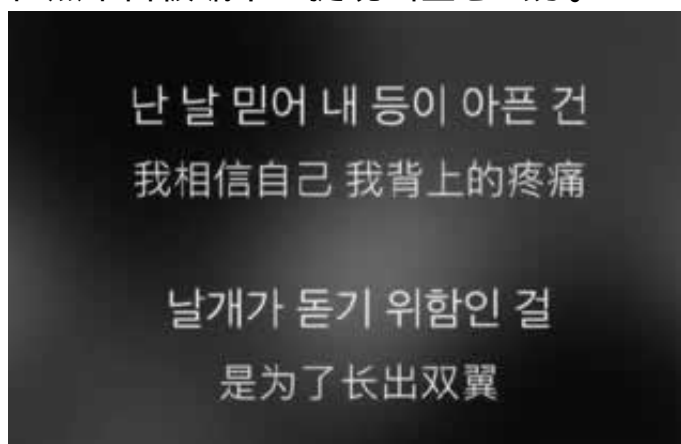 난 날 믿어 내 등이 아픈 건
我相信自己 我背上的疼痛
날개가 돋기 위함인 걸
是为了长出双翼